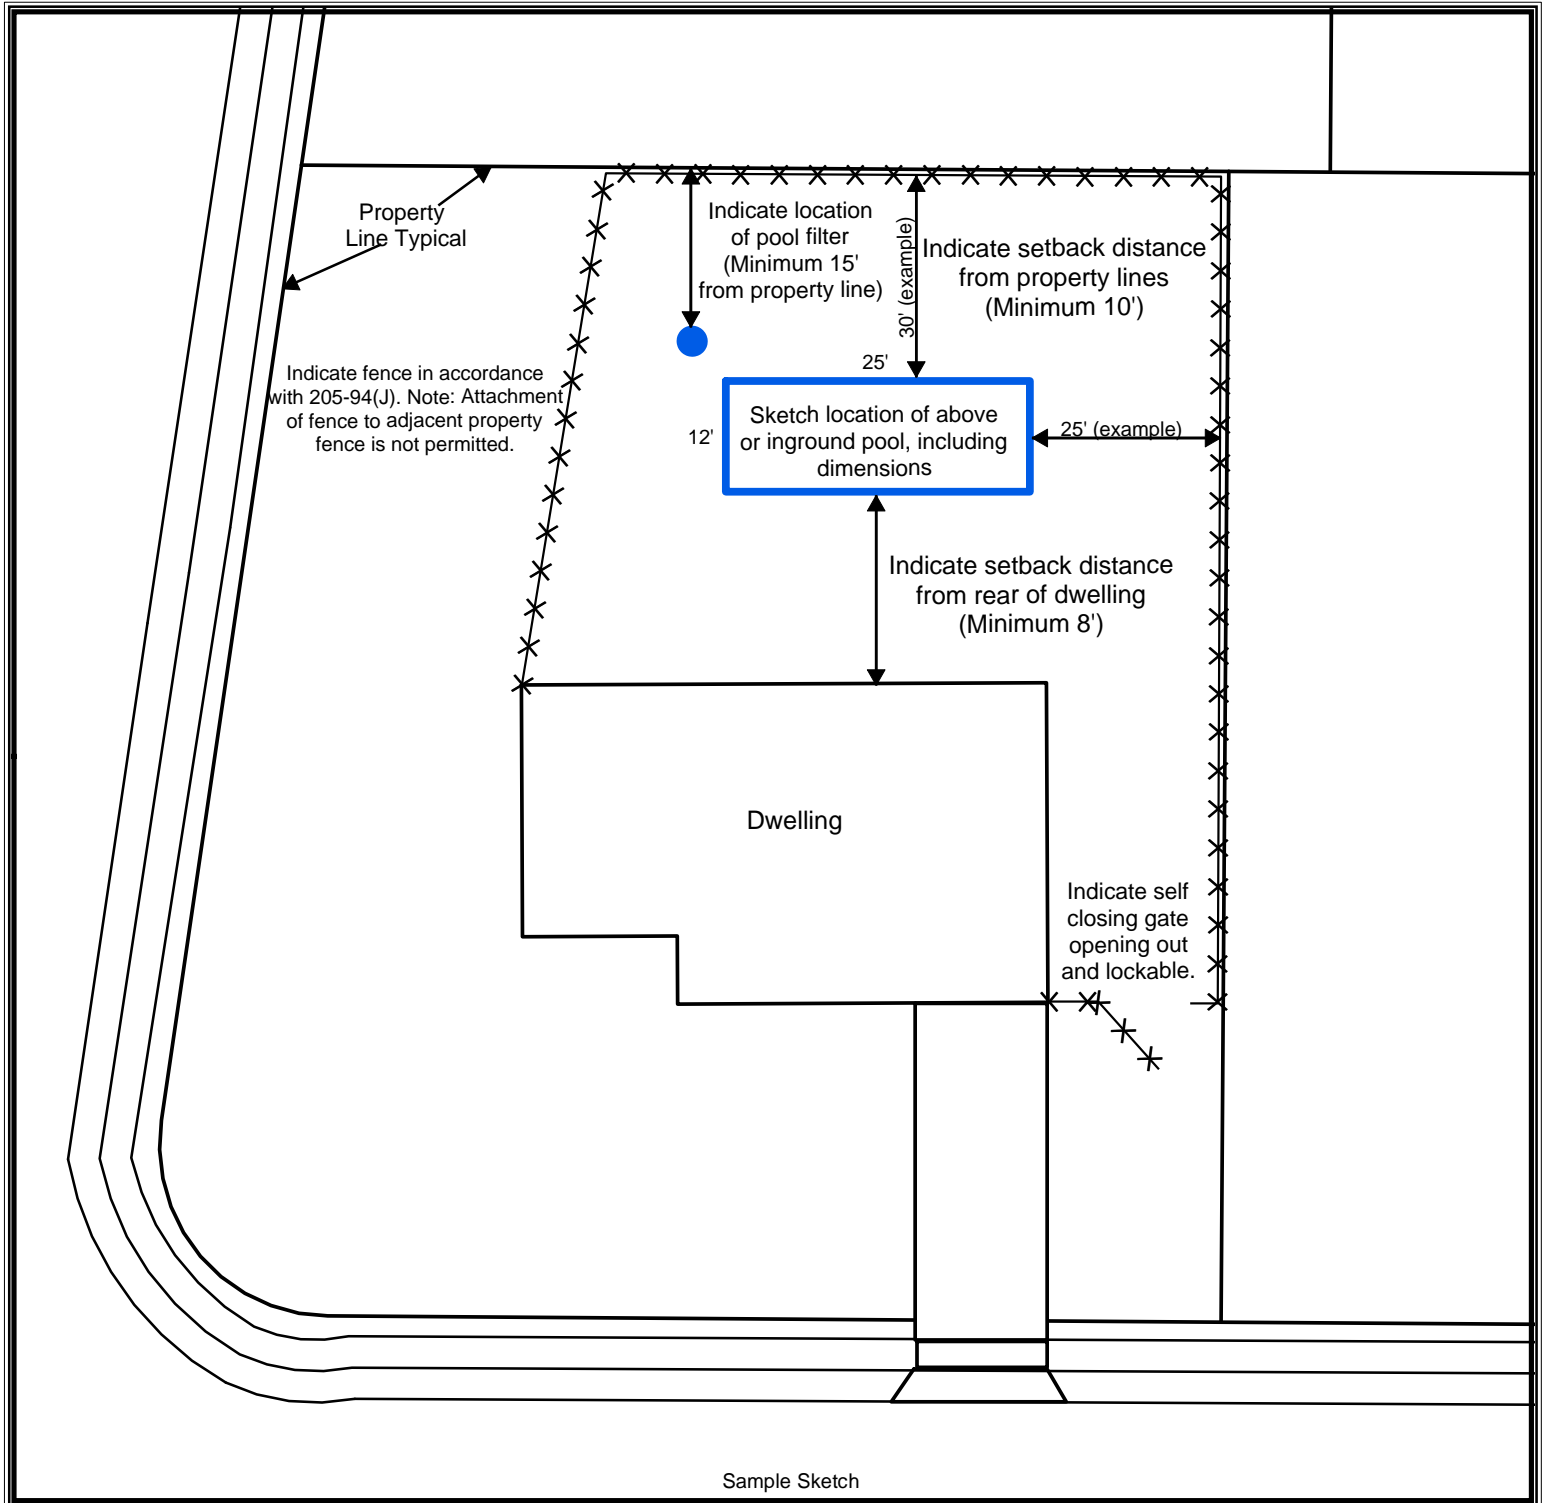 Property
Line Typical
Indicate location
of pool filter
(Minimum 15'
from property line)
30' (example)
Indicate setback distance
from property lines
(Minimum 10')
Indicate fence in accordance
with 205-94(J). Note: Attachment
of fence to adjacent property
fence is not permitted.
25'
12'
Sketch location of above
or inground pool, including
dimensions
25' (example)
Indicate setback distance
from rear of dwelling
(Minimum 8')
Dwelling
Indicate self
closing gate
opening out
and lockable.
Sample Sketch